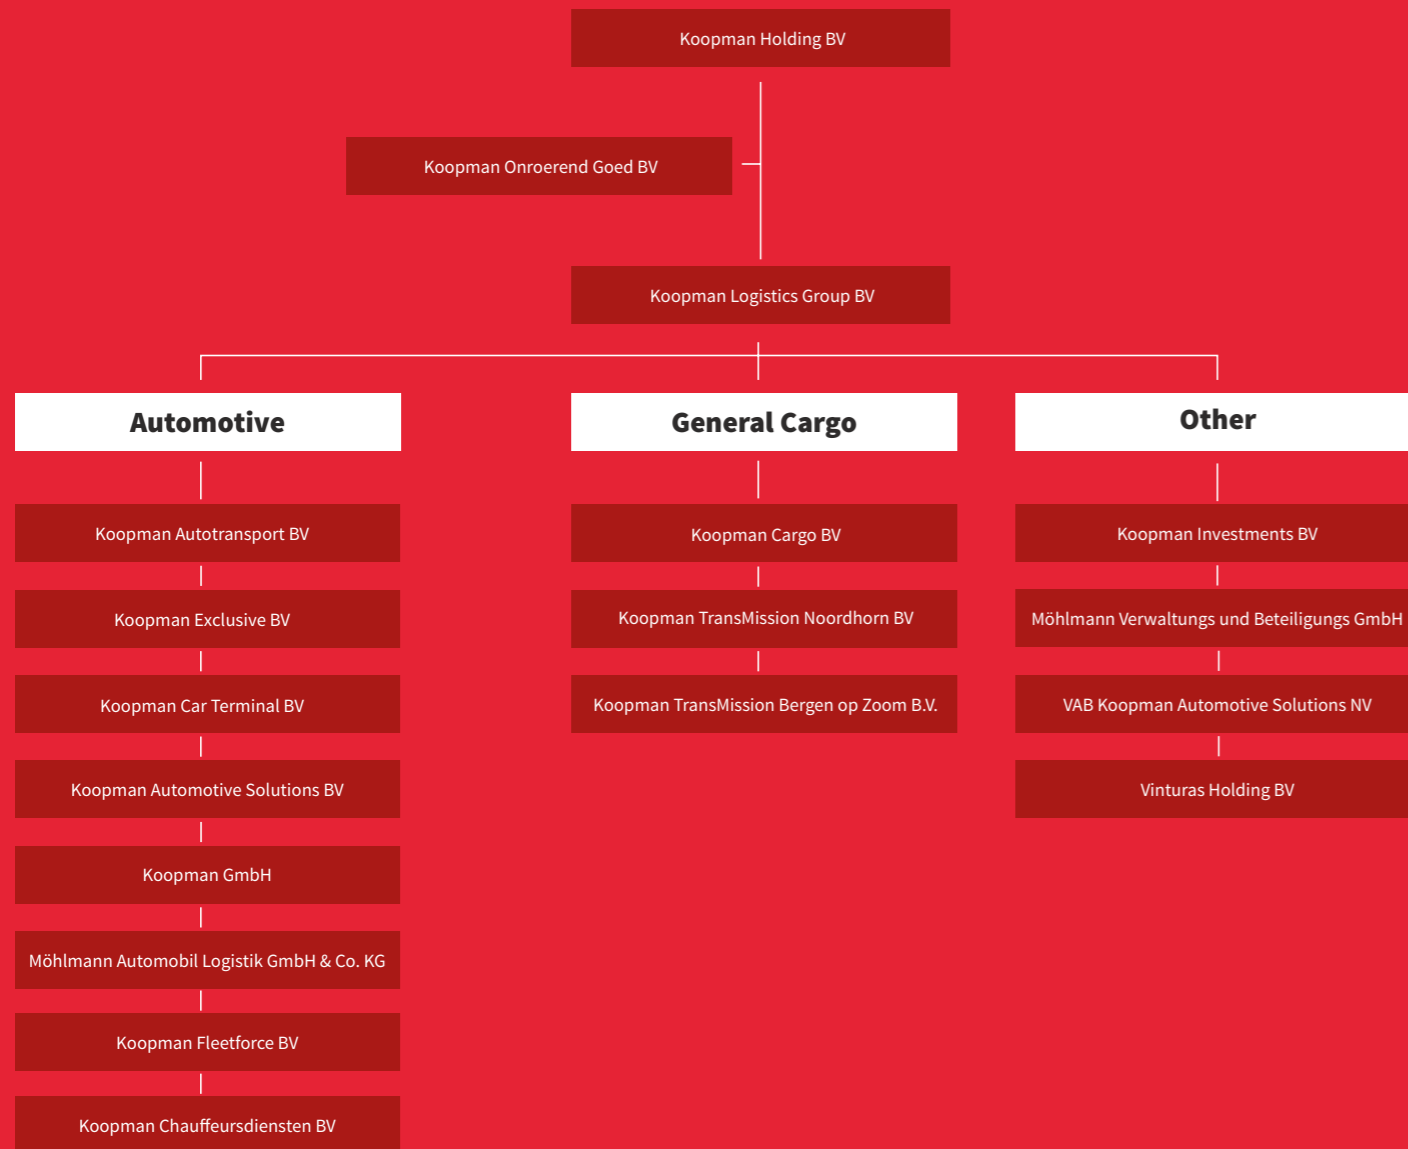 Koopman Holding BV
Koopman Onroerend Goed BV
Koopman Logistics Group BV
Automotive
Koopman Autotransport BV
Koopman Exclusive BV
Koopman Car Terminal BV
Koopman Automotive Solutions BV
Koopman GmbH
Möhlmann Automobil Logistik GmbH & Co. KG
Koopman Fleetforce BV
Koopman Chauffeursdiensten BV
General Cargo
Koopman Cargo BV
Koopman TransMission Noordhorn BV
Koopman TransMission Bergen op Zoom B.V.
Other
Koopman Investments BV
Möhlmann Verwaltungs und Beteiligungs GmbH
VAB Koopman Automotive Solutions NV
Vinturas Holding BV